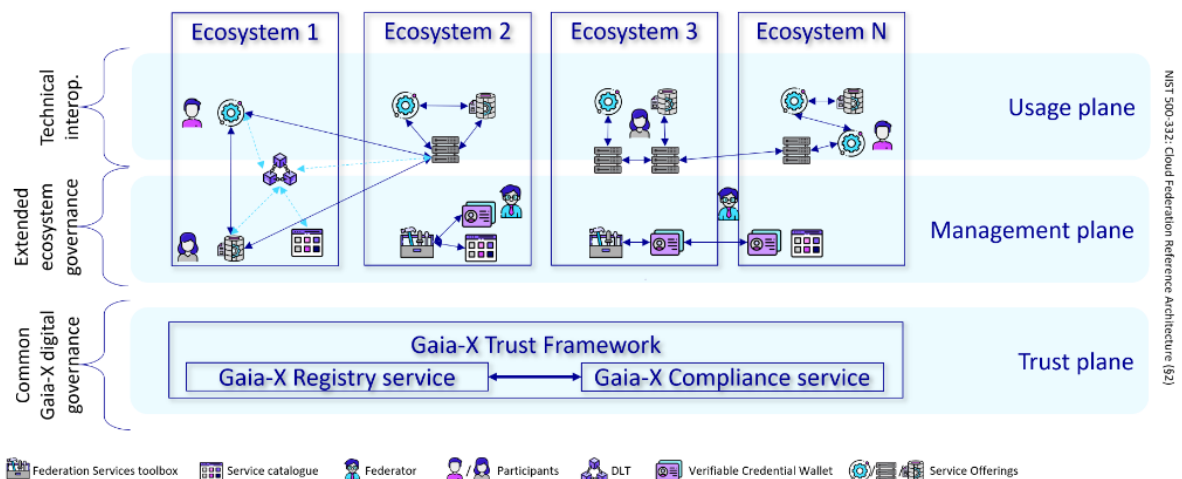 Ecosystem 1
Ecosystem 2
Ecosystem 3
Ecosystem N
Technical
interop.
Usage plane
Extended
ecosystem
governance
Management plane
Common
Gaia-X digital
governance
Gaia-X Trust Framework
Gaia-X Registry service
Gaia-X Compliance service
Trust plane
NIST 500-332: Cloud Federation Reference Architecture (§2)
Federation Services toolbox
Service catalogue
Federator
/
Participants
DLT
Verifiable Credential Wallet
/ /
Service Offerings